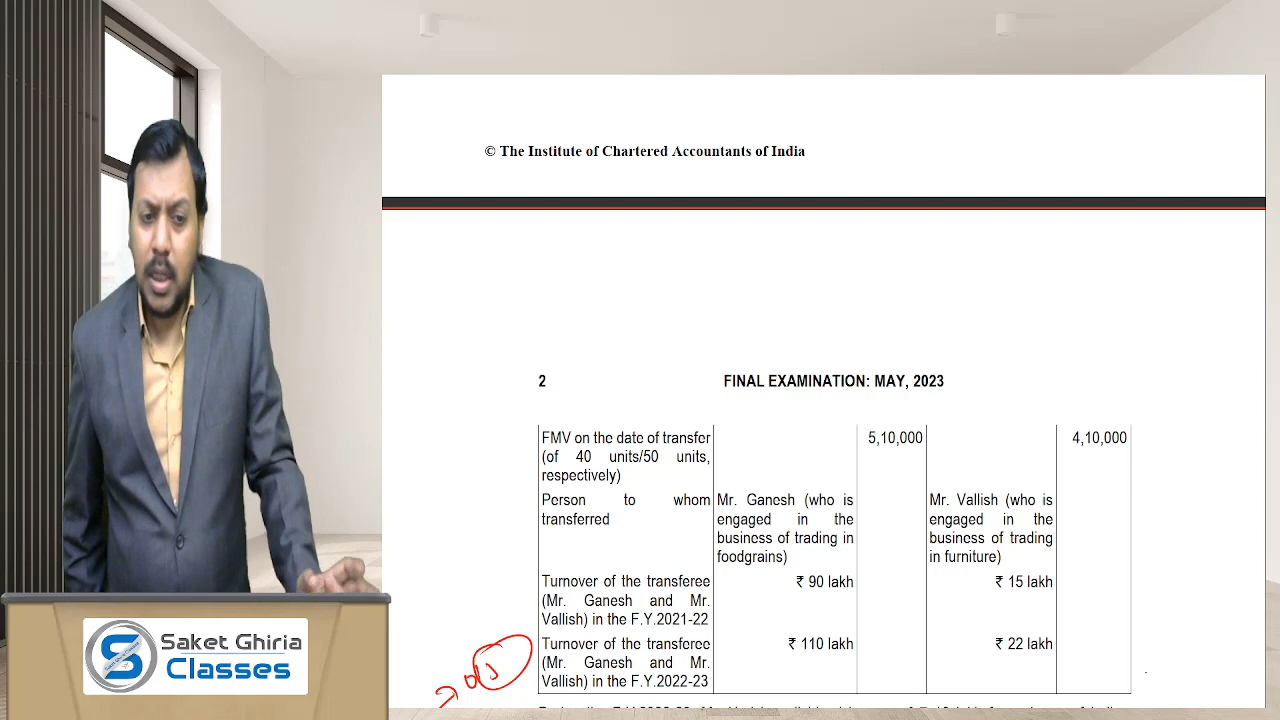 © The Institute of Chartered Accountants of India
2 FINAL EXAMINATION: MAY, 2023
FMV on the date of transfer 5,10,000 4,10,000
(of 40 units/50 units,
respectively)
Person to whom Mr. Ganesh (who is Mr. Vallish (who is
transferred engaged in the engaged in the
business of trading in business of trading
foodgrains) in furniture)
Turnover of the transferee ₹ 90 lakh ₹ 15 lakh
(Mr. Ganesh and Mr.
Vallish) in the F.Y.2021-22
Turnover of the transferee ₹ 110 lakh ₹ 22 lakh
(Mr. Ganesh and Mr.
Vallish) in the F.Y.2022-23
Saket Ghiria
Classes